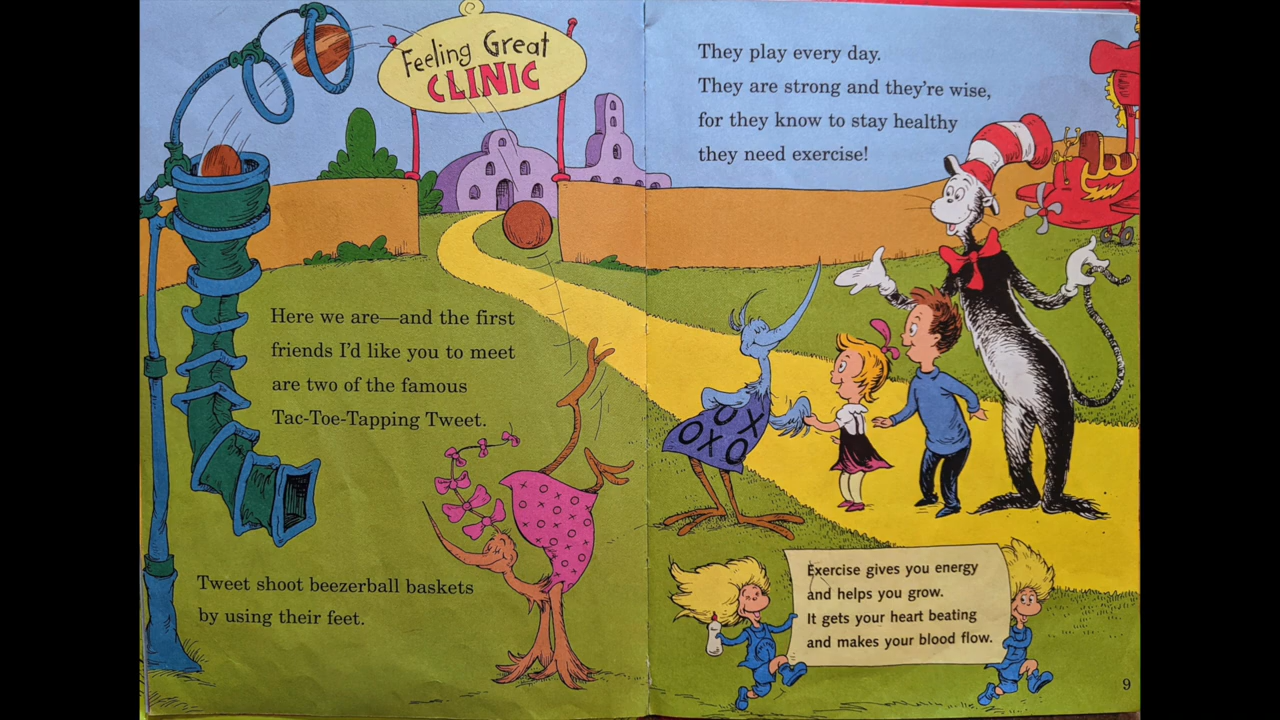 Feeling Great
CLINIC
Here we are—and the first
friends I'd like you to meet
are two of the famous
Tac-Toe-Tapping Tweet.
Tweet shoot beezerball baskets
by using their feet.
They play every day.
They are strong and they're wise,
for they know to stay healthy
they need exercise!
OX
OXO
Exercise gives you energy
and helps you grow.
It gets your heart beating
and makes your blood flow.
9